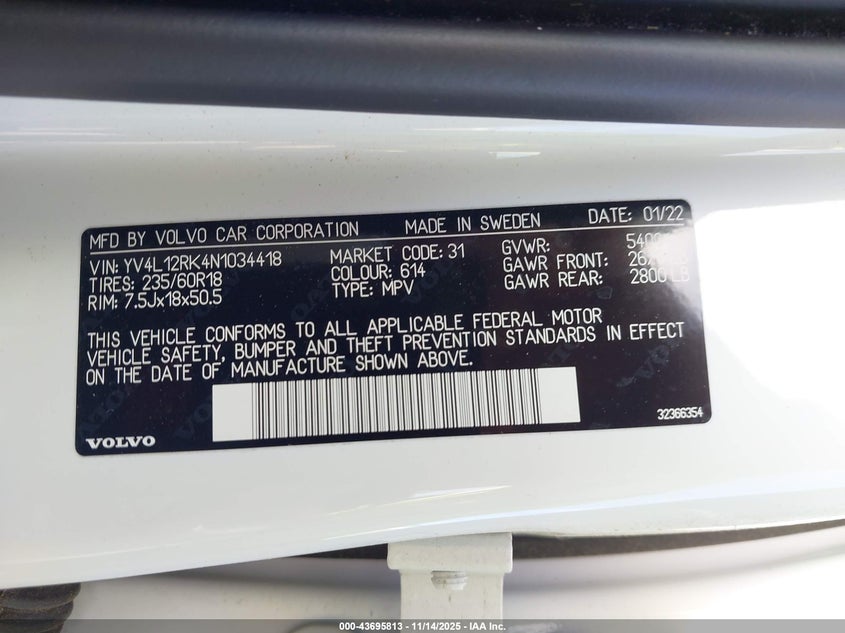 MFD BY VOLVO CAR CORPORATION MADE IN SWEDEN DATE: 01/22
VIN: YV4L12RK4N1034418 MARKET CODE: 31 GVWR:
TIRES: 235/60R18 COLOUR: 614 GAWR FRONT:
RIM: 7.5Jx18x50.5 TYPE: MPV GAWR REAR: 2800 LB
THIS VEHICLE CONFORMS TO ALL APPLICABLE FEDERAL MOTOR
VEHICLE SAFETY, BUMPER AND THEFT PREVENTION STANDARDS IN EFFECT
ON THE DATE OF MANUFACTURE SHOWN ABOVE.
32366354
VOLVO
000-43695813 - 11/14/2025 - IAA Inc.